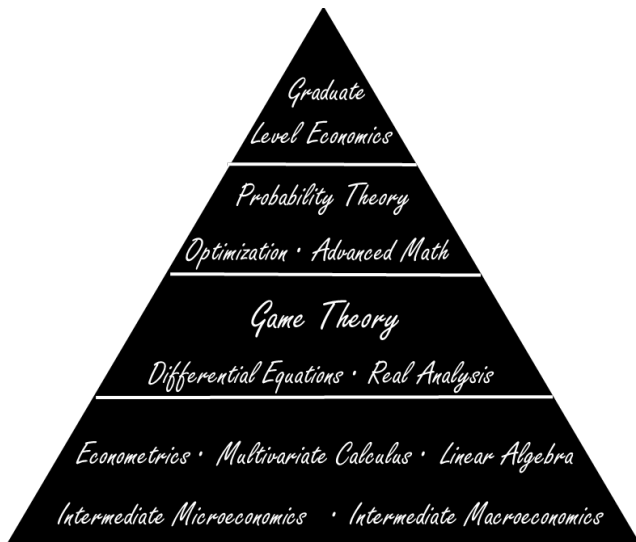 Graduate
Level Economics
Probability Theory
Optimization · Advanced Math
Game Theory
Differential Equations · Real Analysis
Econometrics · Multivariate Calculus · Linear Algebra
Intermediate Microeconomics · Intermediate Macroeconomics